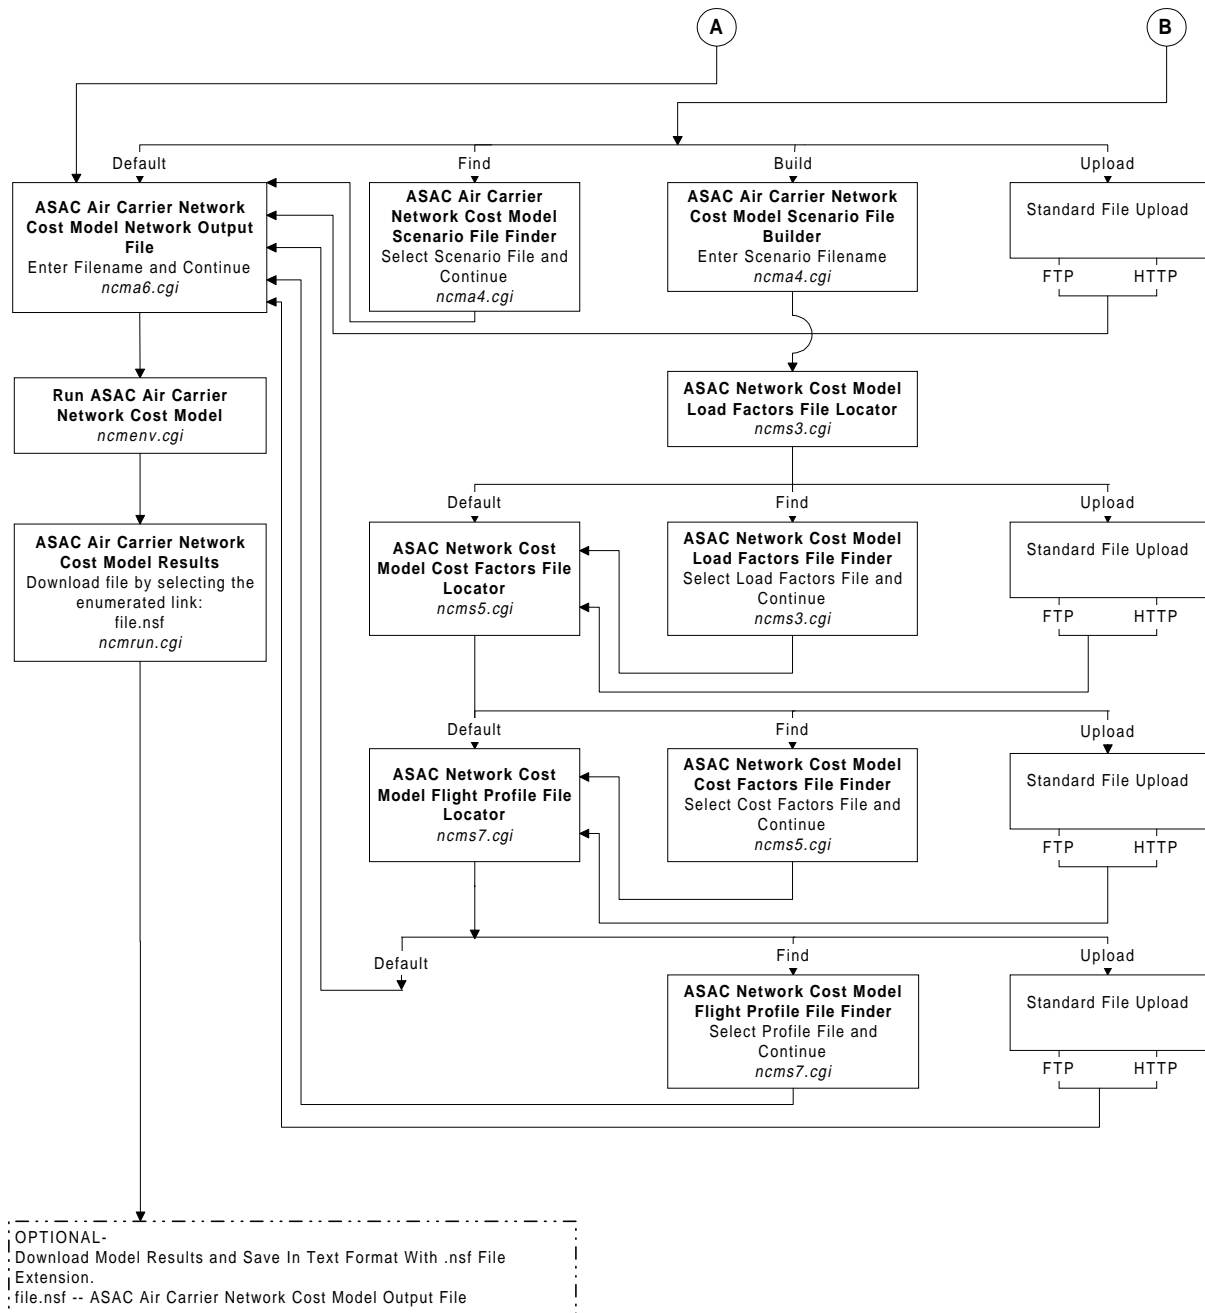 A
B
Default
Find
Build
Upload
ASAC Air Carrier Network
Cost Model Network Output
File
Enter Filename and Continue
ncma6.cgi
ASAC Air Carrier
Network Cost Model
Scenario File Finder
Select Scenario File and
Continue
ncma4.cgi
ASAC Air Carrier Network
Cost Model Scenario File
Builder
Enter Scenario Filename
ncma4.cgi
Standard File Upload
FTP
HTTP
Run ASAC Air Carrier
Network Cost Model
ncmenv.cgi
ASAC Network Cost Model
Load Factors File Locator
ncms3.cgi
Default
Find
Upload
ASAC Air Carrier Network
Cost Model Results
Download file by selecting the
enumerated link:
file.nsf
ncmrun.cgi
ASAC Network Cost
Model Cost Factors File
Locator
ncms5.cgi
ASAC Network Cost Model
Load Factors File Finder
Select Load Factors File and
Continue
ncms3.cgi
Standard File Upload
FTP
HTTP
Default
Find
Upload
ASAC Network Cost
Model Flight Profile File
Locator
ncms7.cgi
ASAC Network Cost Model
Cost Factors File Finder
Select Cost Factors File and
Continue
ncms5.cgi
Standard File Upload
FTP
HTTP
Default
Find
Upload
ASAC Network Cost Model
Flight Profile File Finder
Select Profile File and
Continue
ncms7.cgi
Standard File Upload
FTP
HTTP
OPTIONAL-
Download Model Results and Save In Text Format With .nsf File
Extension.
file.nsf -- ASAC Air Carrier Network Cost Model Output File